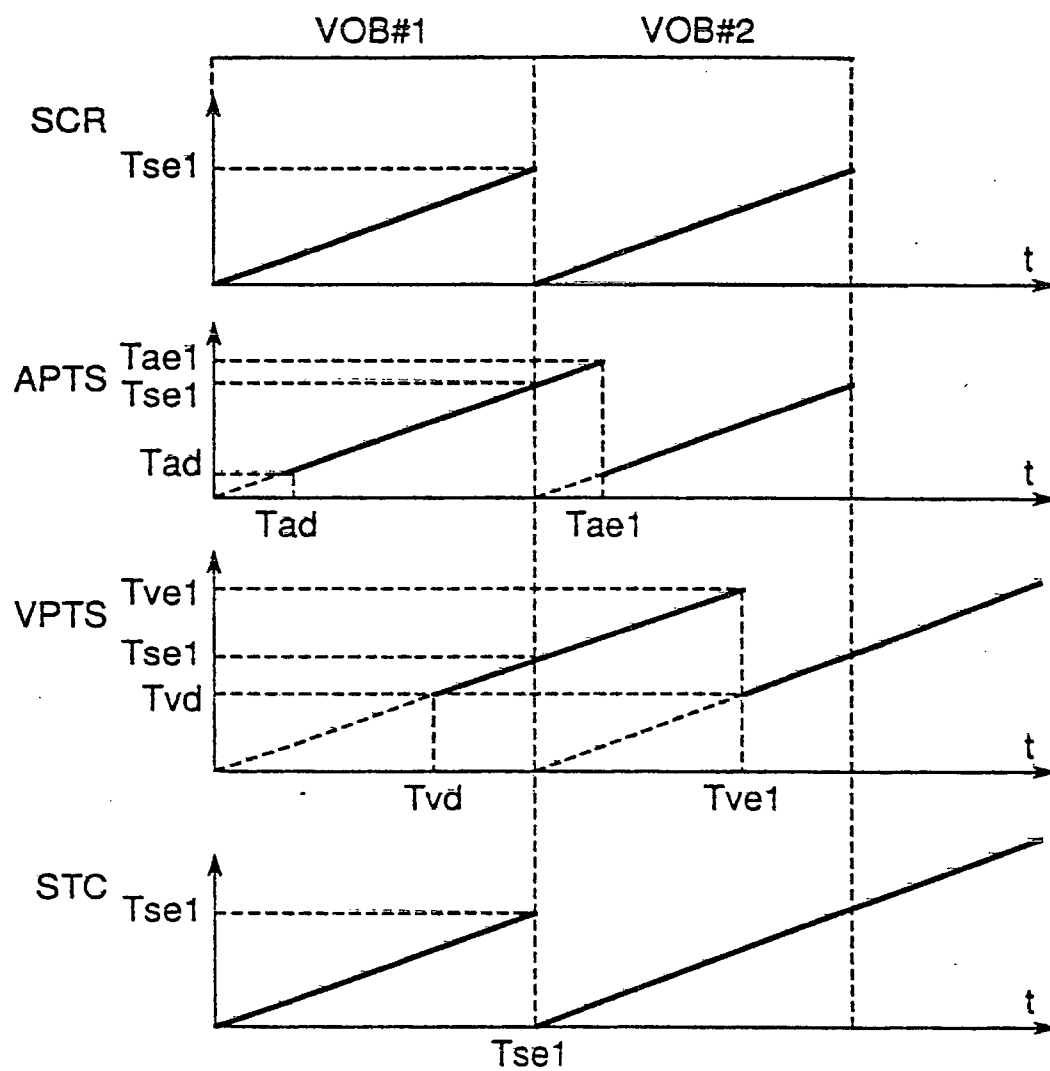 VOB#1 VOB#2
SCR
Tse1
t
Tae1
APTS
Tse1
Tad
t
Tad Tae1
Tve1
VPTS
Tse1
Tvd
t
Tvd Tve1
STC
Tse1
t
Tse1